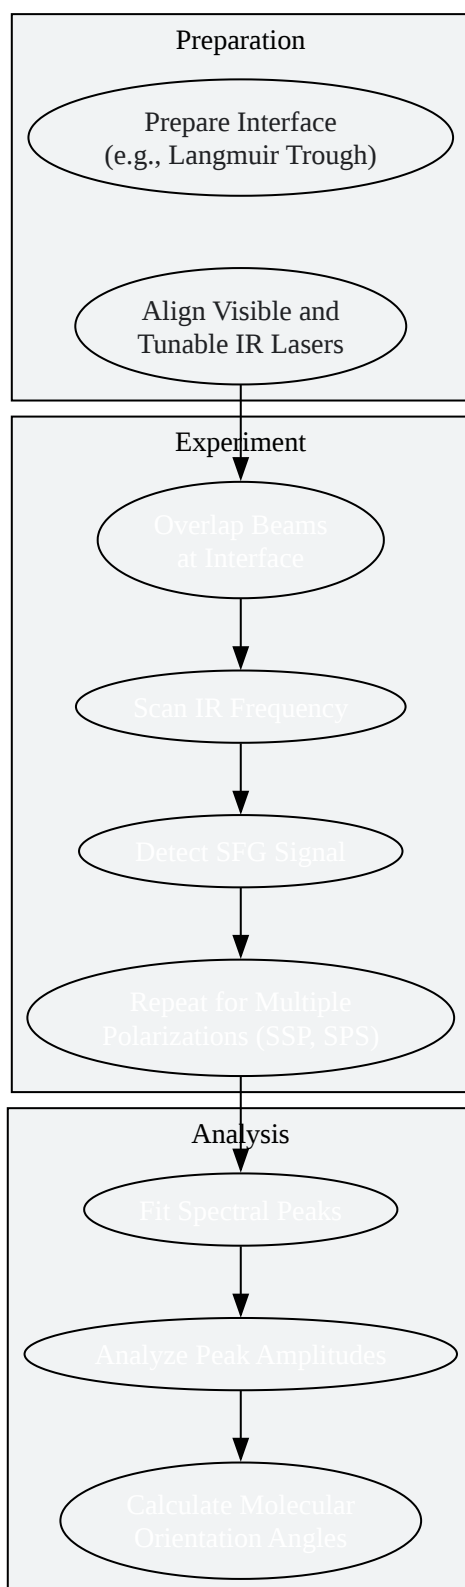 Preparation
Prepare Interface
(e.g., Langmuir Trough)
Align Visible and
Tunable IR Lasers
Experiment
Overlap Beams
at Interface
Scan IR Frequency
Detect SFG Signal
Repeat for Multiple
Polarizations (SSP, SPS)
Analysis
Fit Spectral Peaks
Analyze Peak Amplitudes
Calculate Molecular
Orientation Angles